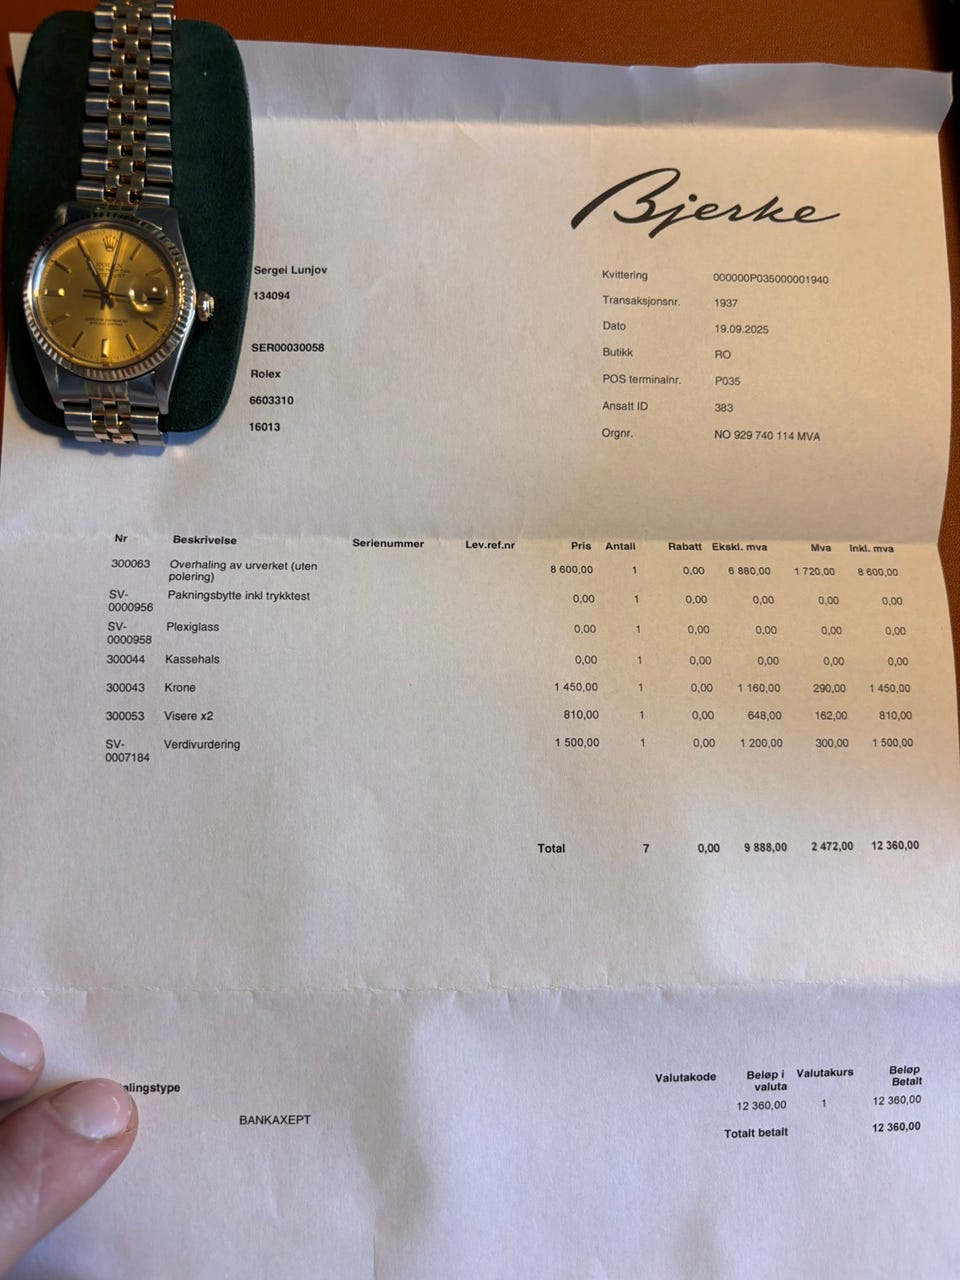 Bjerke
Sergei Lunjov
134094
SER00030058
Rolex
6603310
16013
Kvittering 000000P035000001940
Transaksjonsnr. 1937
Dato 19.09.2025
Butikk RO
POS terminalnr. P035
Ansatt ID 383
Orgnr. NO 929 740 114 MVA
ROLEX
Nr Beskrivelse Serienummer Lev.ref.nr Pris Antall Rabatt Ekskl. mva Mva Inkl. mva
300063 Overhaling av urverket (uten polering) 8 600,00 1 0,00 6 880,00 1 720,00 8 600,00
SV-0000956 Pakningsbytte inkl trykktest 0,00 1 0,00 0,00 0,00 0,00
SV-0000958 Plexiglass 0,00 1 0,00 0,00 0,00 0,00
300044 Kassehals 0,00 1 0,00 0,00 0,00 0,00
300043 Krone 1 450,00 1 0,00 1 160,00 290,00 1 450,00
300053 Visere x2 810,00 1 0,00 648,00 162,00 810,00
SV-0007184 Verdivurdering 1 500,00 1 0,00 1 200,00 300,00 1 500,00
Total 7 0,00 9 888,00 2 472,00 12 360,00
alingstype Valutakode Beløp i valuta Valutakurs Beløp Betalt
BANKAXEPT 12 360,00 1 12 360,00
Totalt betalt 12 360,00